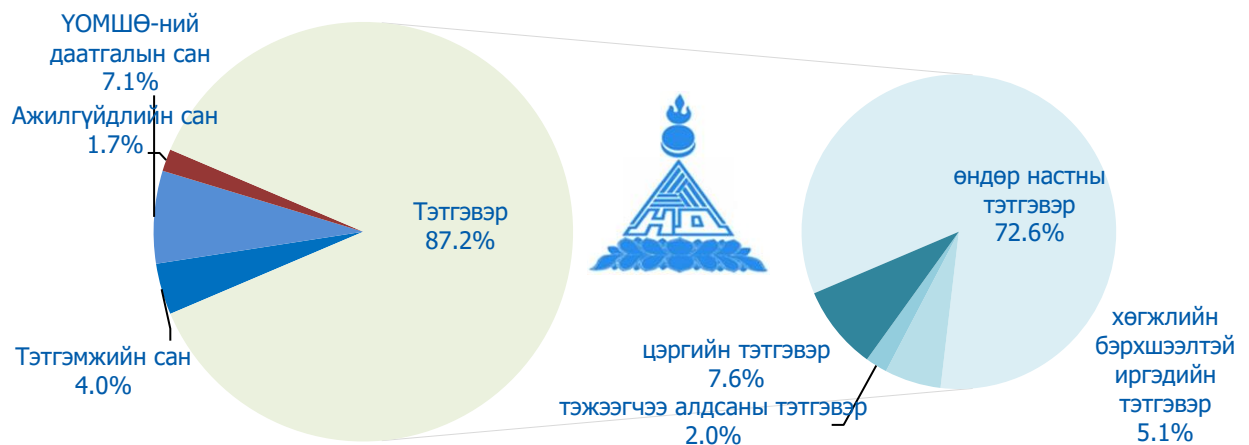 ҮОМШӨ-ний
даатгалын сан
7.1%
Ажилгүйдлийн сан
1.7%
Тэтгэвэр
87.2%
Тэтгэмжийн сан
4.0%
НД
өндөр настны
тэтгэвэр
72.6%
цэргийн тэтгэвэр
7.6%
тэжээгчээ алдсаны тэтгэвэр
2.0%
хөгжлийн
бэрхшээлтэй
иргэдийн
тэтгэвэр
5.1%